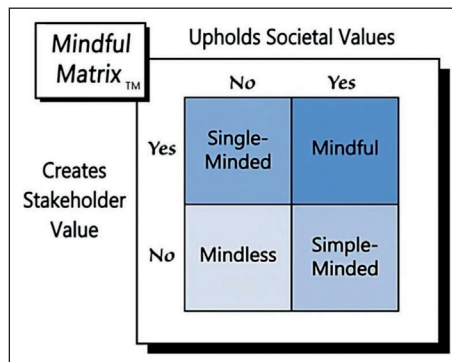 Mindful
Matrix TM
Upholds Societal Values
No Yes
Creates
Stakeholder
Value
Yes
Single-
Minded
Mindful
No
Mindless
Simple-
Minded